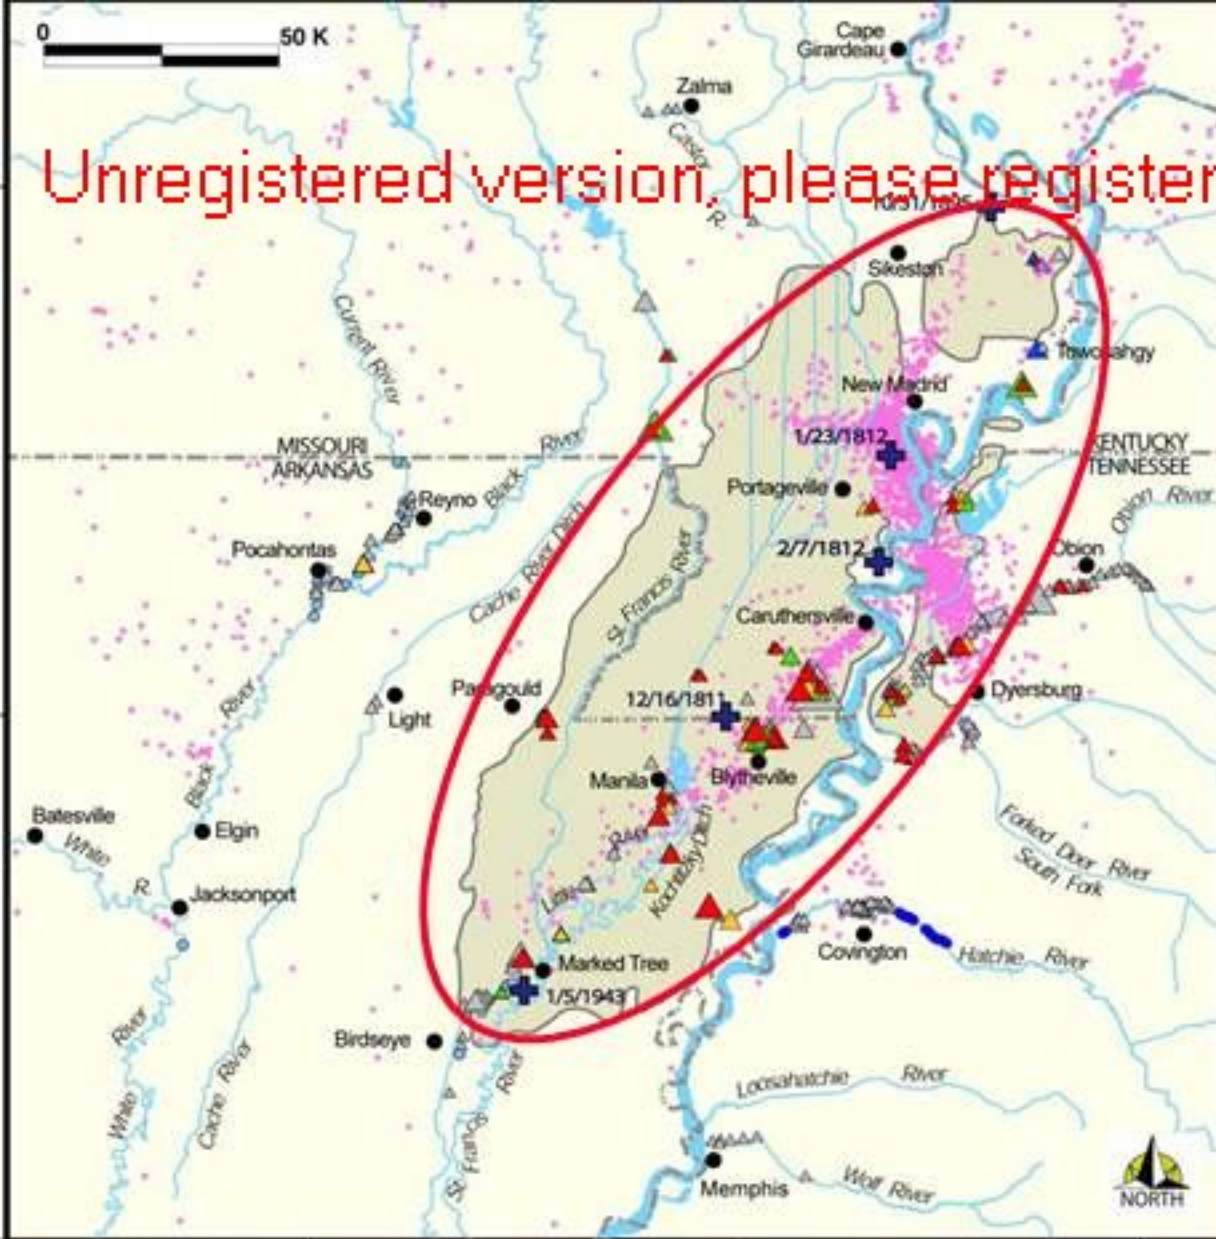 0 50 K
Cape
Girardeau
Zalma
Castor
R.
Unregistered version, please register
Sikeston
Current River
Towosahgy
New Madrid
1/23/1812
MISSOURI
ARKANSAS
KENTUCKY
TENNESSEE
Black River
Reyno
Portageville
Obion River
Pocahontas
Cache River Ditch
2/7/1812
Obion
St. Francis River
Caruthersville
Paragould
12/16/1811
Dyersburg
Light
Black River
Manila
Blytheville
Batesville
Elgin
White
R.
Forked Deer River
South Fork
Jacksonport
River
Kochitizky Ditch
Covington
Hatchie River
Marked Tree
1/5/1943
Birdseye
White River
Cache River
St. Francis River
Loosahatchie River
Memphis
Wolf River
NORTH